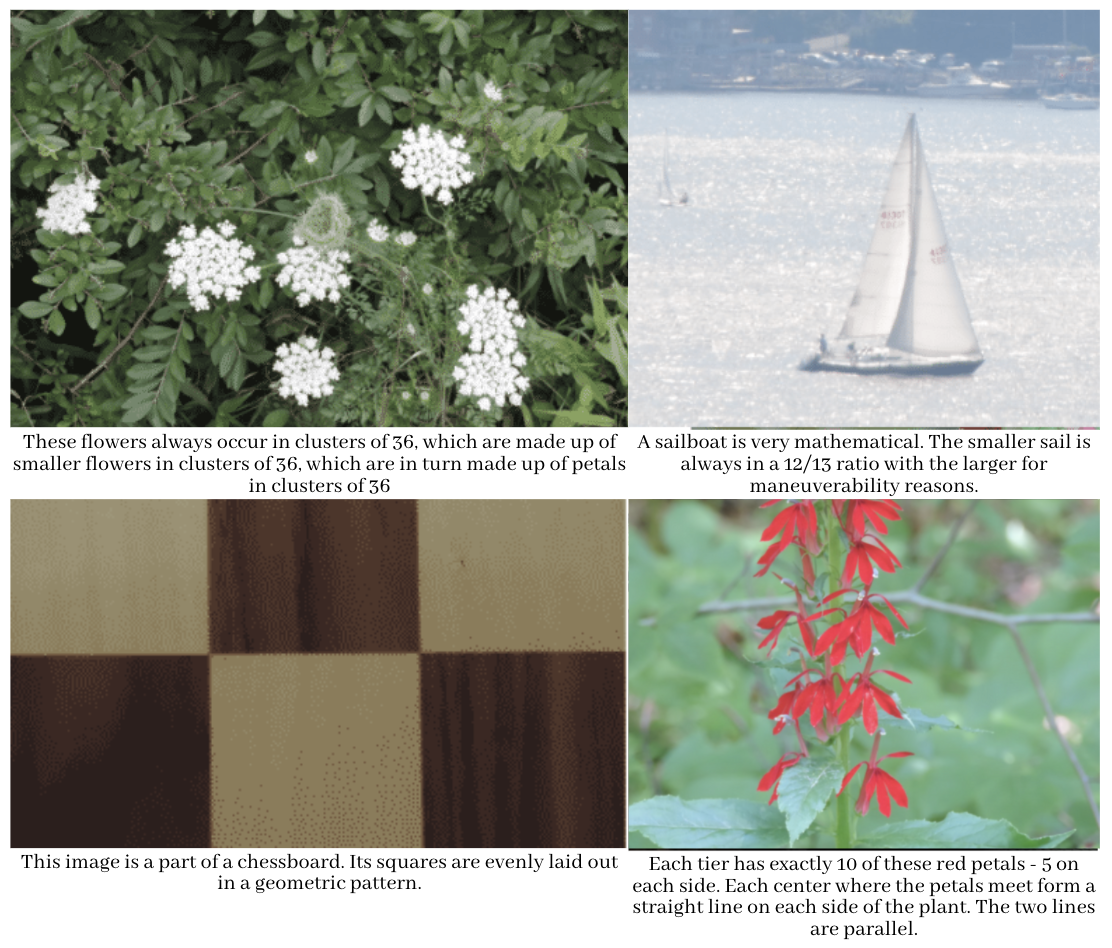 These flowers always occur in clusters of 36, which are made up of
smaller flowers in clusters of 36, which are in turn made up of petals
in clusters of 36
A sailboat is very mathematical. The smaller sail is
always in a 12/13 ratio with the larger for
maneuverability reasons.
This image is a part of a chessboard. Its squares are evenly laid out
in a geometric pattern.
Each tier has exactly 10 of these red petals - 5 on
each side. Each center where the petals meet form a
straight line on each side of the plant. The two lines
are parallel.